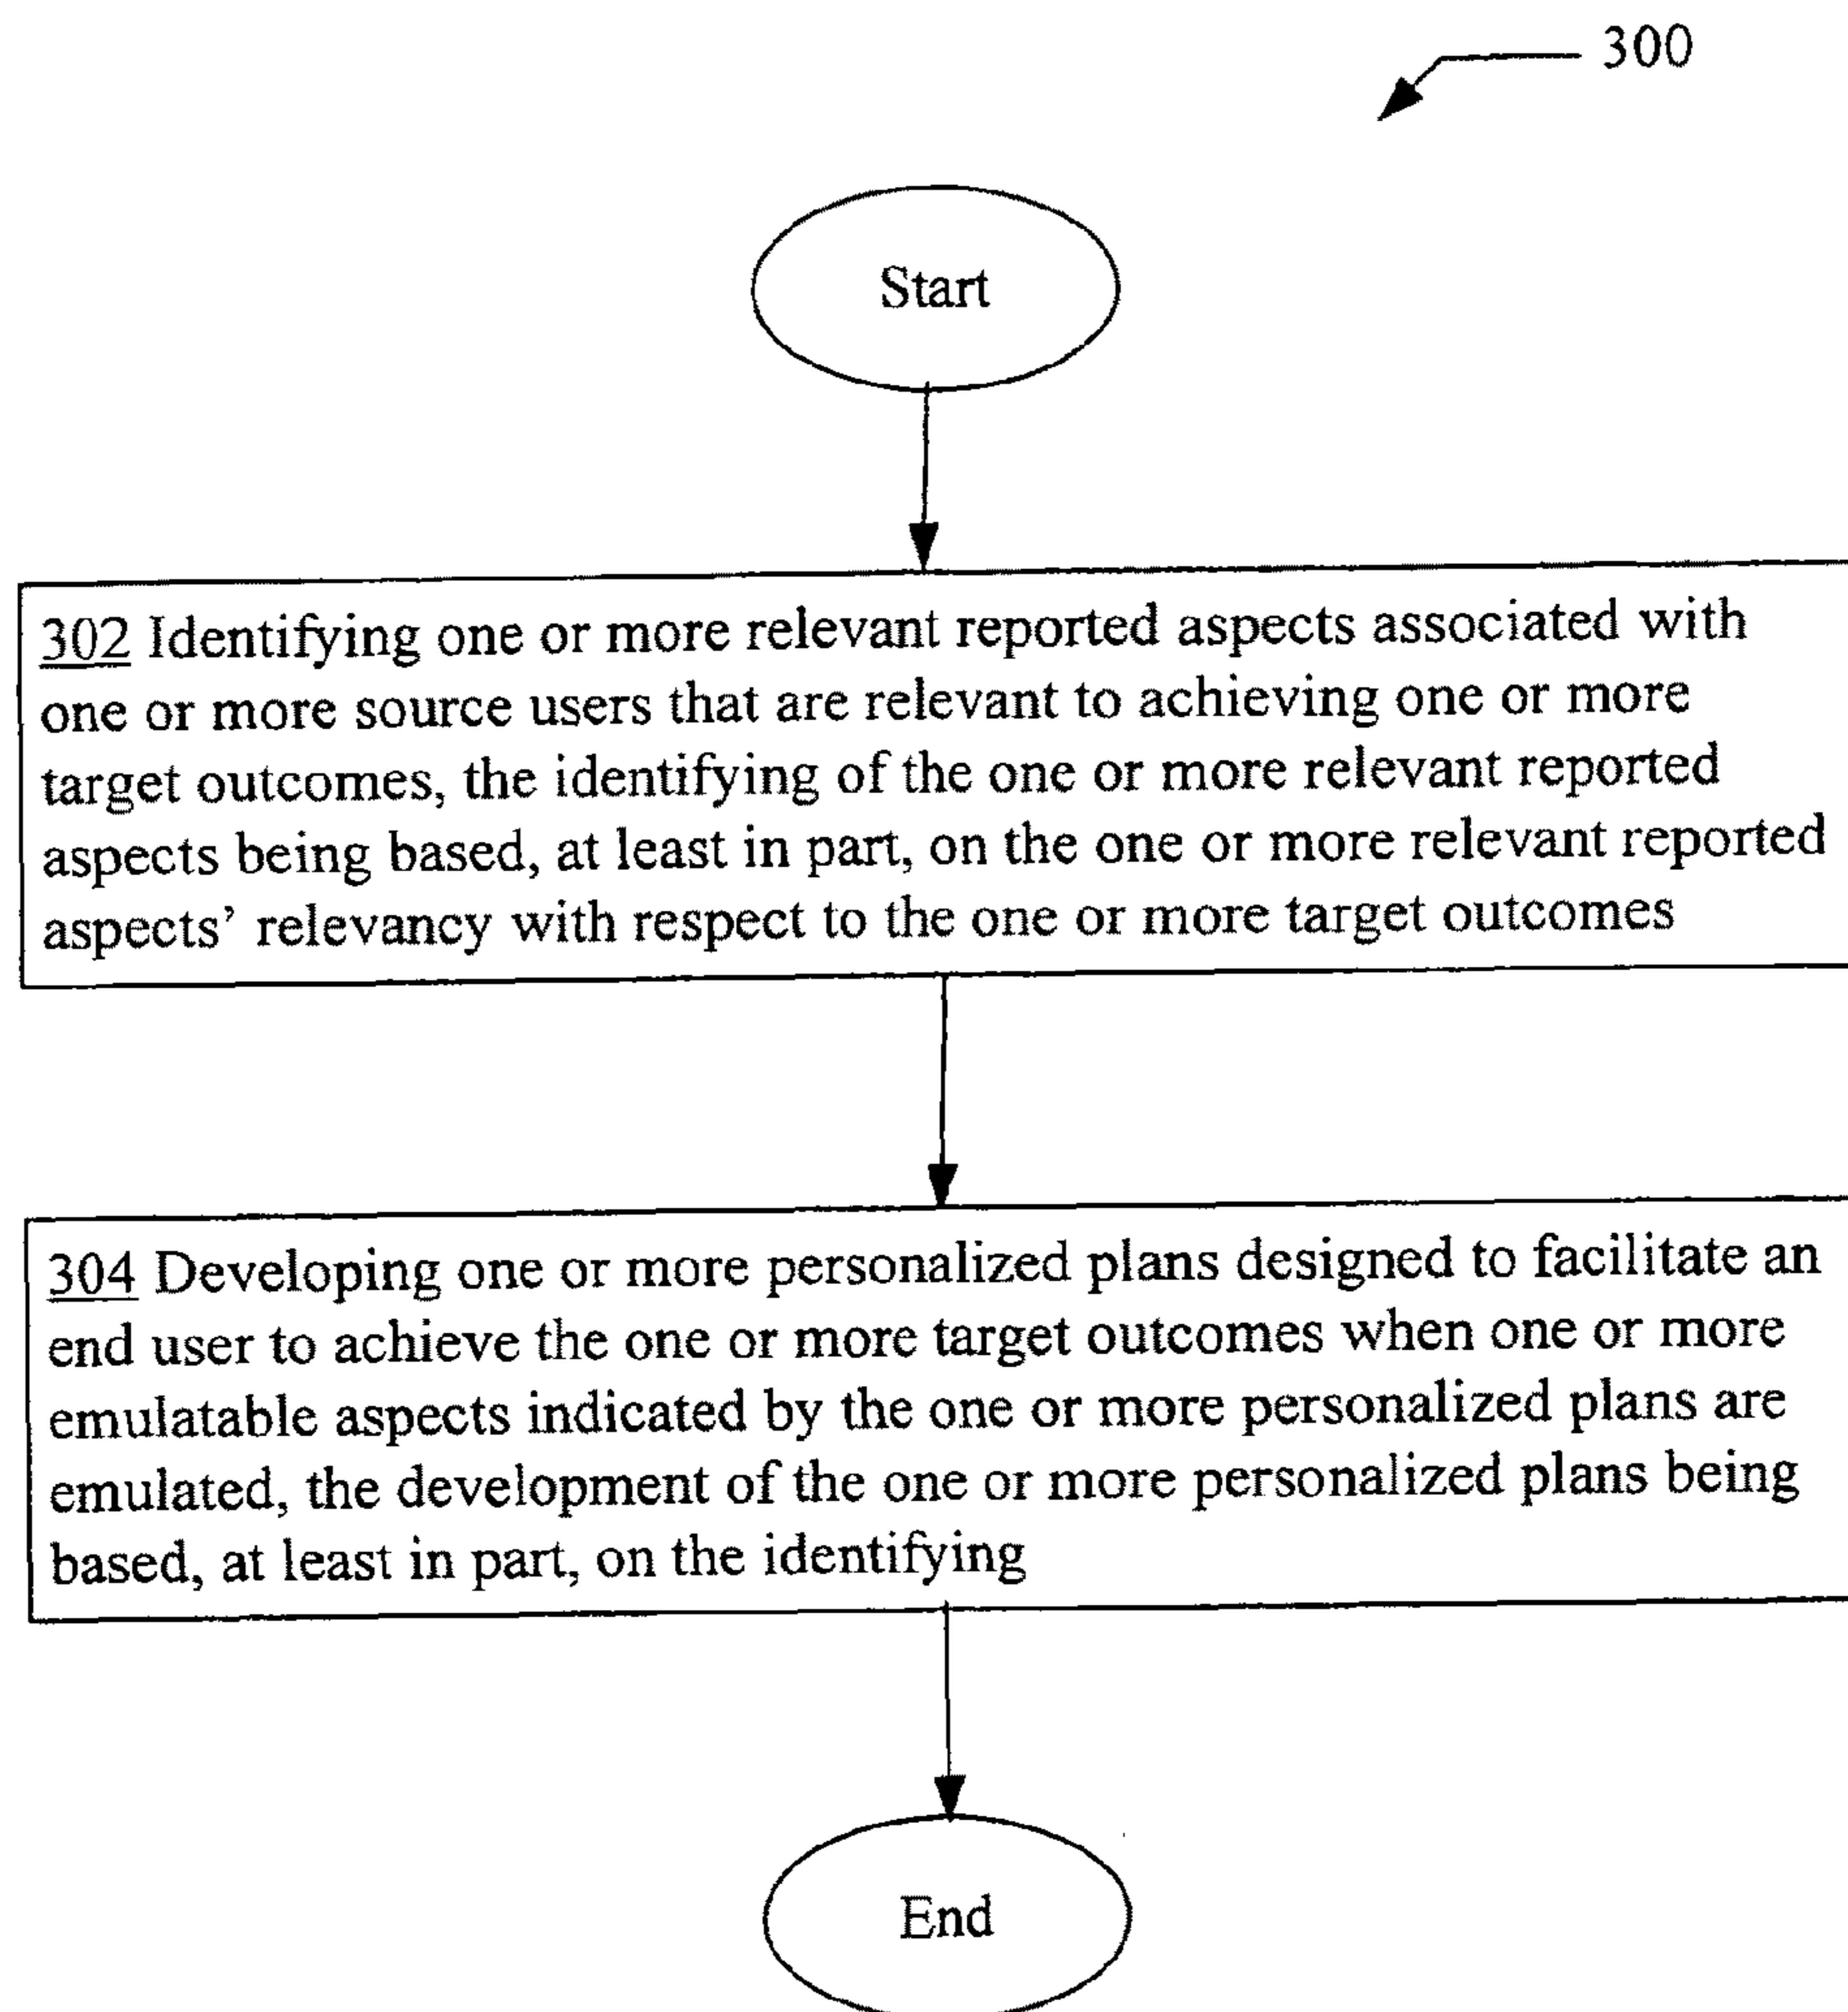 300
Start
302 Identifying one or more relevant reported aspects associated with
one or more source users that are relevant to achieving one or more
target outcomes, the identifying of the one or more relevant reported
aspects being based, at least in part, on the one or more relevant reported
aspects’ relevancy with respect to the one or more target outcomes
304 Developing one or more personalized plans designed to facilitate an
end user to achieve the one or more target outcomes when one or more
emulatable aspects indicated by the one or more personalized plans are
emulated, the development of the one or more personalized plans being
based, at least in part, on the identifying
End